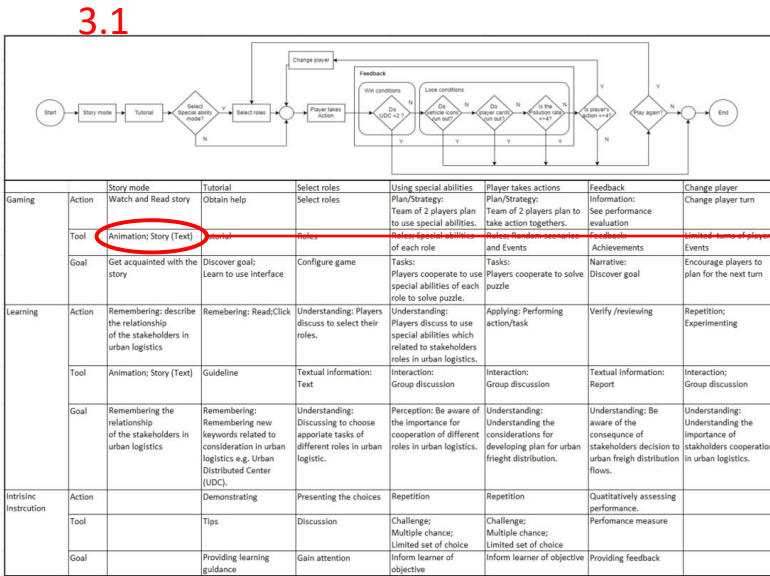 3.1
Change player
Feedback
Win conditions
Lose conditions
Start
Story mode
Tutorial
Select
Special ability
mode?
Y
N
Select roles
Player takes
Action
Do
UDC =2 ?
N
Y
Do
vehicle icons
run out?
N
Y
Do
player cards
run out?
N
Y
Is the
Pollution rate
>=4?
N
Y
Is player's
action >=4?
Y
N
Play again?
Y
N
End
Story mode Tutorial Select roles Using special abilities Player takes actions Feedback Change player
Gaming Action Watch and Read story Obtain help Select roles Plan/Strategy: Plan/Strategy: Information: Change player turn
Team of 2 players plan Team of 2 players plan to See performance
to use special abilities. take action togethers. evaluation
Tool Animation; Story (Text) Tutorial Roles Roles; Special abilities Roles; Random scenarios Feedback: Limited turns of player
of each role and Events Achievements Events
Goal Get acquainted with the Discover goal; Configure game Tasks: Tasks: Narrative: Encourage players to
story Learn to use interface Players cooperate to use Players cooperate to solve Discover goal plan for the next turn
special abilities of each puzzle
role to solve puzzle.
Learning Action Remembering: describe Remebering: Read;Click Understanding: Players Understanding: Applying: Performing Verify /reviewing Repetition;
the relationship discuss to select their Players discuss to use action/task Experimenting
of the stakeholders in roles. special abilities which
urban logistics related to stakeholders
roles in urban logistics.
Tool Animation; Story (Text) Guideline Textual information: Interaction: Interaction: Textual information: Interaction;
Text Group discussion Group discussion Report Group discussion
Goal Remembering the Remembering: Understanding: Perception: Be aware of Understanding: Understanding: Be Understanding:
relationship Remembering new Discussing to choose the importance for Understanding the aware of the Understanding the
of the stakeholders in keywords related to apporiate tasks of cooperation of different considerations for consequnce of importance of
urban logistics consideration in urban different roles in urban roles in urban logistics. developing plan for urban stakeholders decision to stakholders cooperation
logistics e.g. Urban logistic. frieght distribution. urban freigh distribution in urban logistics.
Distributed Center flows.
(UDC).
Intrisinc Action Demonstrating Presenting the choices Repetition Repetition Qualitatively assessing
Instrcution performance.
Tool Tips Discussion Challenge; Challenge; Perfomance measure
Multiple chance; Multiple chance;
Limited set of choice Limited set of choice
Goal Providing learning Gain attention Inform learner of Inform learner of objective Providing feedback
guidance objective